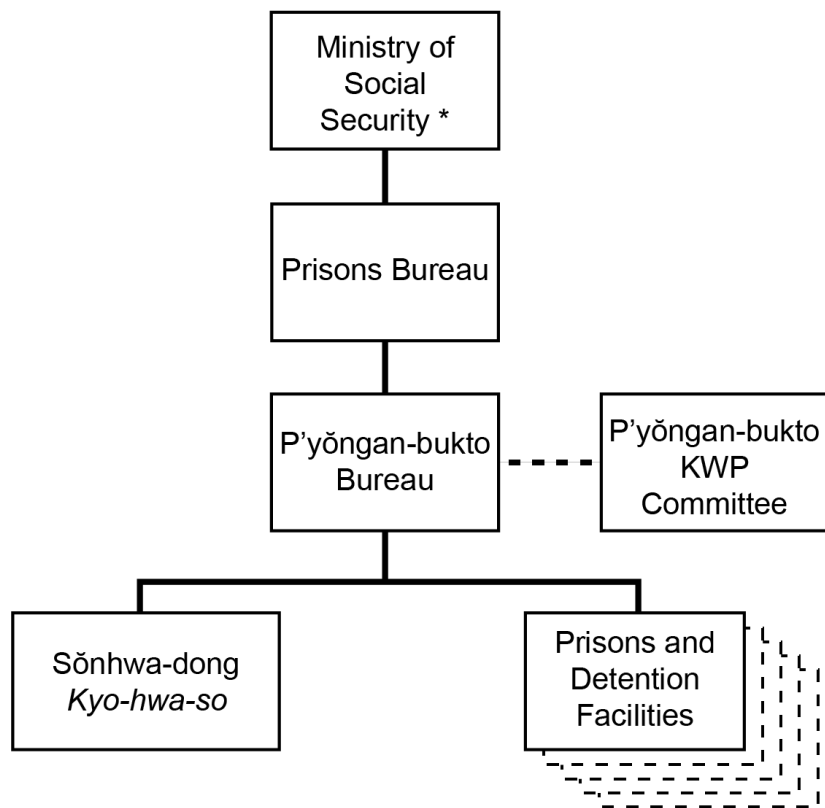 Ministry of
Social
Security *
Prisons Bureau
P’yŏngan-bukto
Bureau
P’yŏngan-bukto
KWP
Committee
Sŏnhwa-dong
Kyo-hwa-so
Prisons and
Detention
Facilities